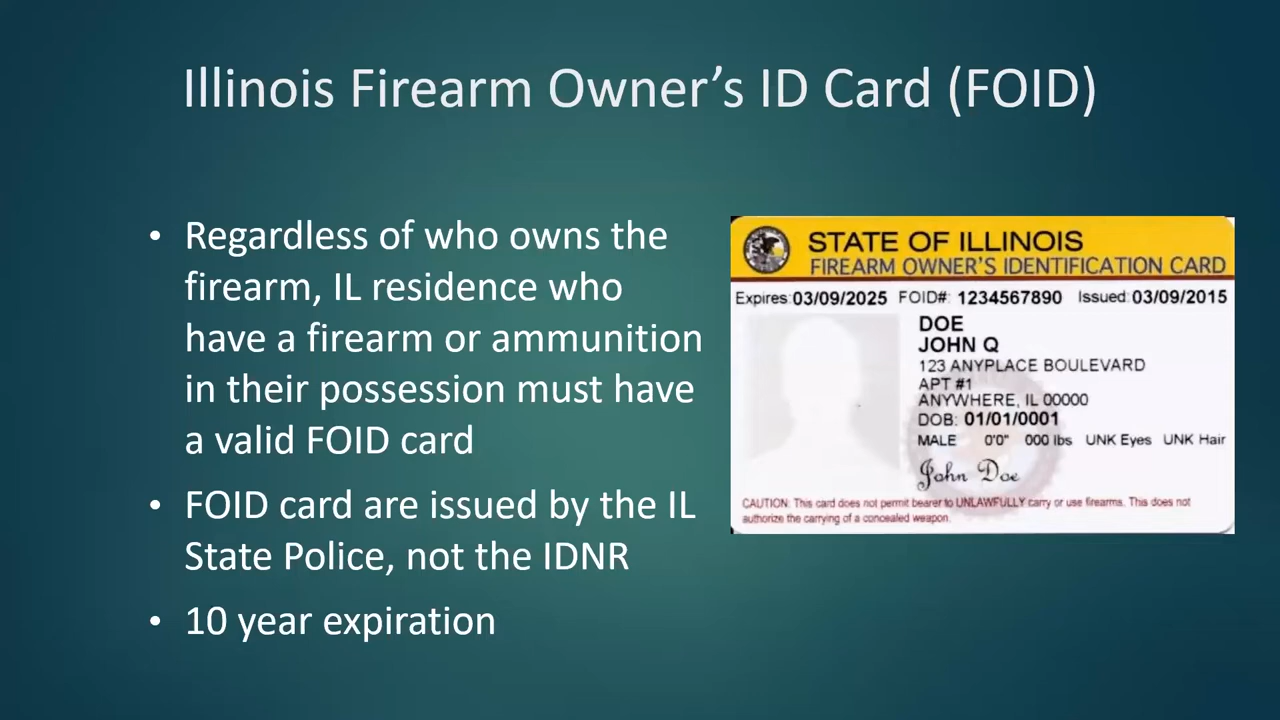 Illinois Firearm Owner’s ID Card (FOID)
• Regardless of who owns the
firearm, IL residence who
have a firearm or ammunition
in their possession must have
a valid FOID card
• FOID card are issued by the IL
State Police, not the IDNR
• 10 year expiration
STATE OF ILLINOIS
FIREARM OWNER'S IDENTIFICATION CARD
Expires: 03/09/2025 FOID#: 1234567890 Issued: 03/09/2015
DOE
JOHN Q
123 ANYPLACE BOULEVARD
APT #1
ANYWHERE, IL 00000
DOB: 01/01/0001
MALE 0'0" 000 lbs UNK Eyes UNK Hair
John Doe
CAUTION: This card does not permit bearer to UNLAWFULLY carry or use firearms. This does not
authorize the carrying of a concealed weapon.